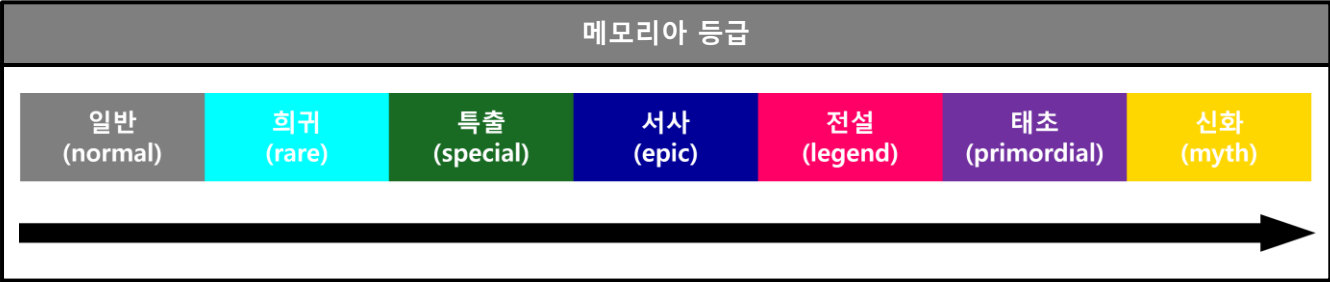 메모리아 등급
일반
(normal)
희귀
(rare)
특출
(special)
서사
(epic)
전설
(legend)
태초
(primordial)
신화
(myth)